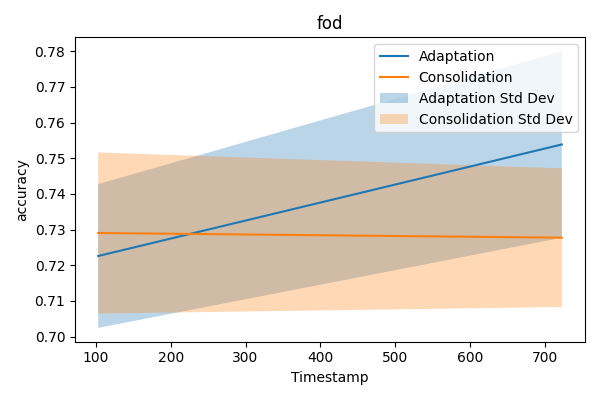 fod
Adaptation
Consolidation
Adaptation Std Dev
Consolidation Std Dev
0.78
0.77
0.76
0.75
0.74
0.73
0.72
0.71
0.70
accuracy
100 200 300 400 500 600 700
Timestamp